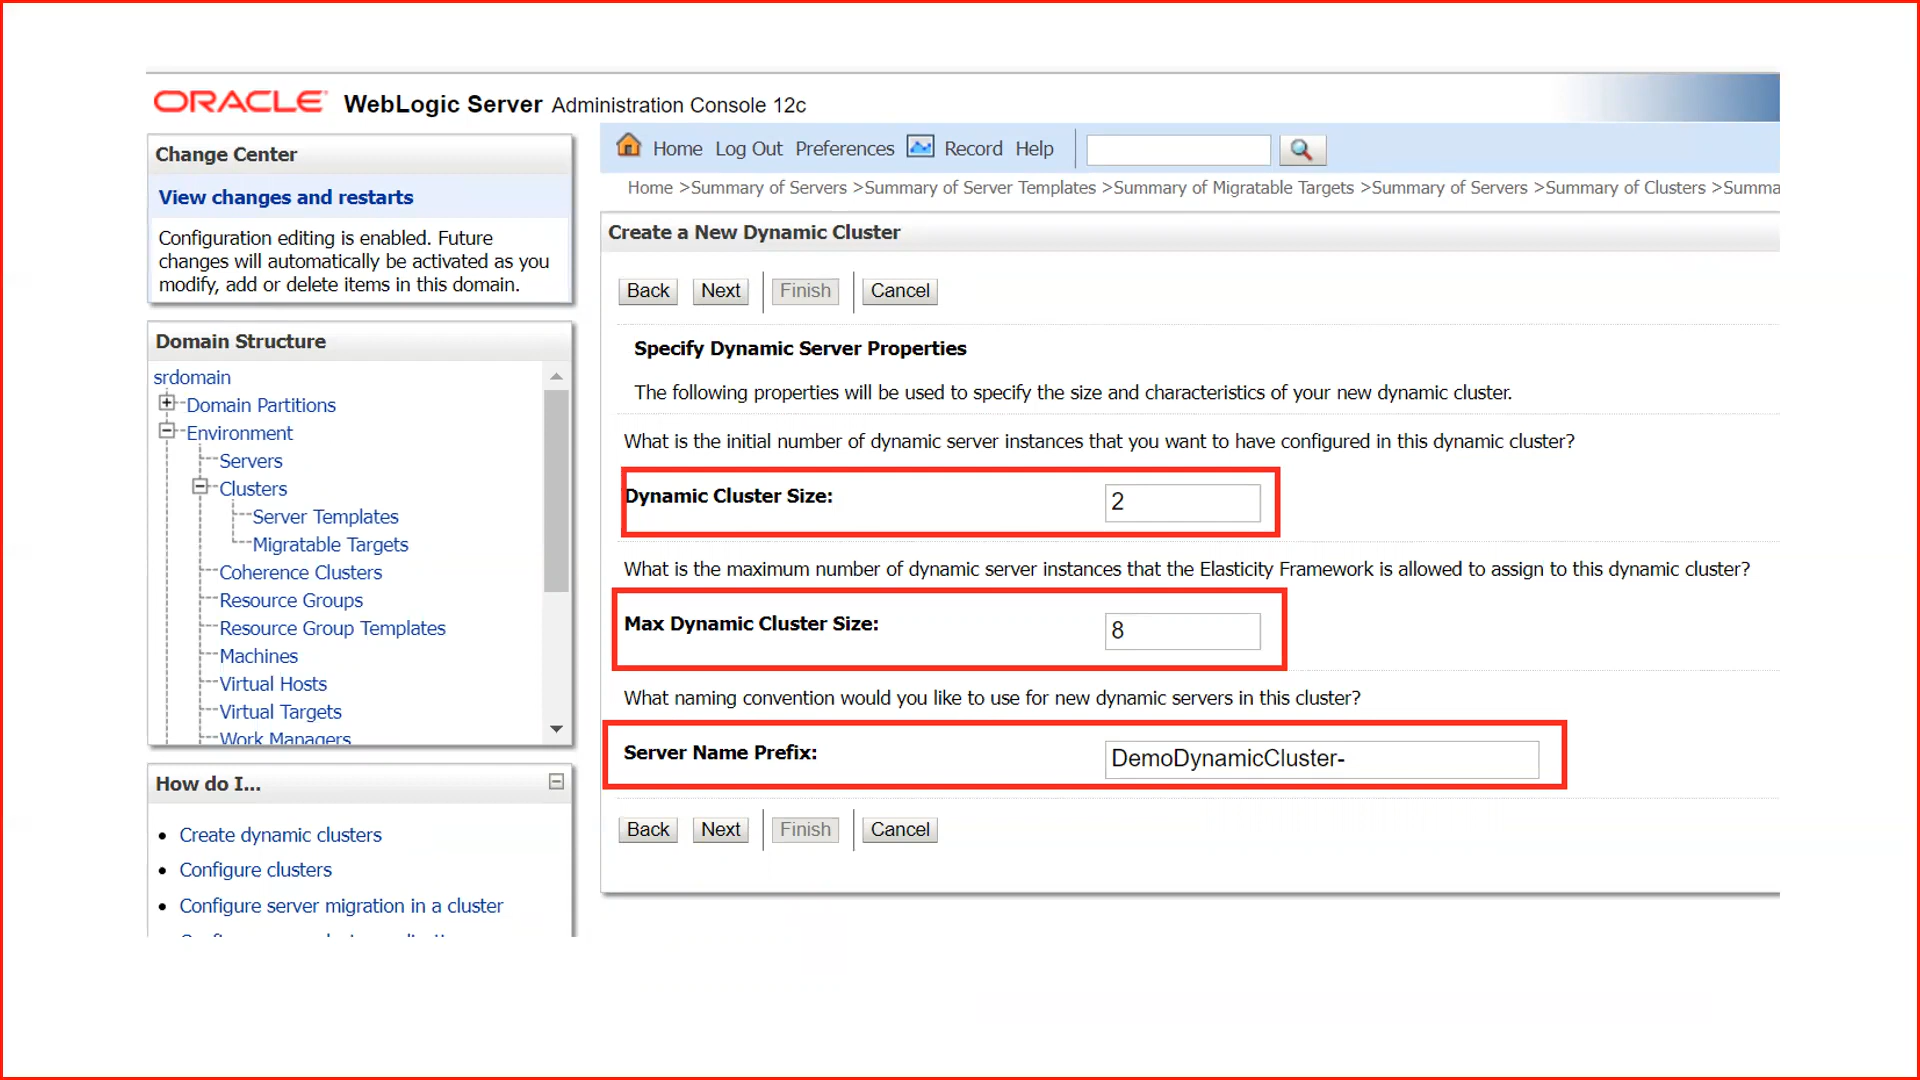 ORACLE WebLogic Server Administration Console 12c
Change Center
View changes and restarts
Configuration editing is enabled. Future
changes will automatically be activated as you
modify, add or delete items in this domain.
Domain Structure
srdomain
Domain Partitions
Environment
Servers
Clusters
Server Templates
Migratable Targets
Coherence Clusters
Resource Groups
Resource Group Templates
Machines
Virtual Hosts
Virtual Targets
Work Managers
How do I...
Create dynamic clusters
Configure clusters
Configure server migration in a cluster
Home Log Out Preferences Record Help
Home >Summary of Servers >Summary of Server Templates >Summary of Migratable Targets >Summary of Servers >Summary of Clusters >Summa
Create a New Dynamic Cluster
Back Next Finish Cancel
Specify Dynamic Server Properties
The following properties will be used to specify the size and characteristics of your new dynamic cluster.
What is the initial number of dynamic server instances that you want to have configured in this dynamic cluster?
Dynamic Cluster Size: 2
What is the maximum number of dynamic server instances that the Elasticity Framework is allowed to assign to this dynamic cluster?
Max Dynamic Cluster Size: 8
What naming convention would you like to use for new dynamic servers in this cluster?
Server Name Prefix: DemoDynamicCluster-
Back Next Finish Cancel